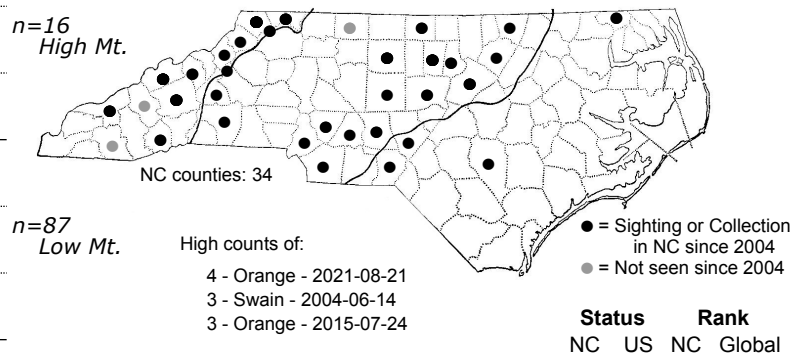 n=16
High Mt.
NC counties: 34
n=87
Low Mt.
High counts of:
4 - Orange - 2021-08-21
3 - Swain - 2004-06-14
3 - Orange - 2015-07-24
= Sighting or Collection
in NC since 2004
= Not seen since 2004
Status Rank
NC US NC Global